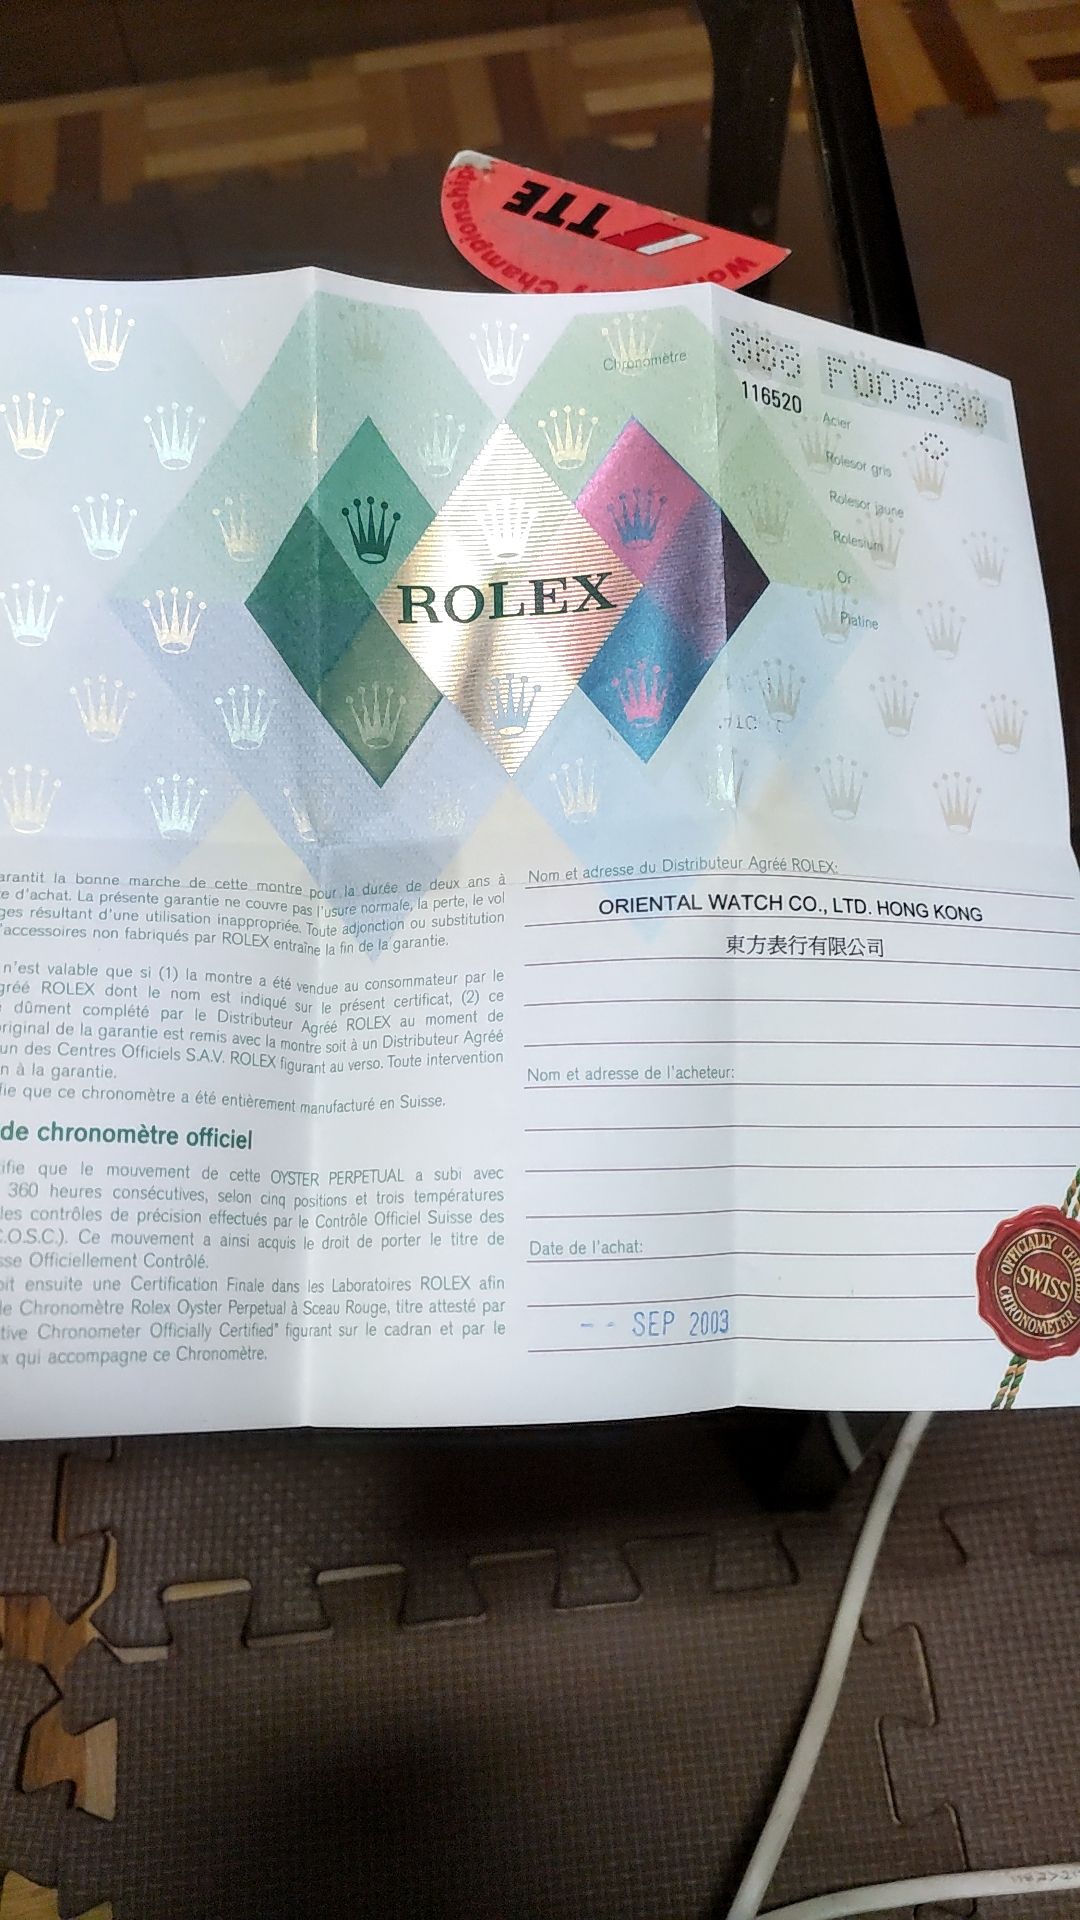 TTE
World Rally Championship
Chronomètre
888 F009399
116520
Acier
Rolesor gris
Rolesor jaune
Rolesium
Or
Platine
ROLEX
arantit la bonne marche de cette montre pour la durée de deux ans à
e d'achat. La présente garantie ne couvre pas l'usure normale, la perte, le vol
ges résultant d'une utilisation inappropriée. Toute adjonction ou substitution
'accessoires non fabriqués par ROLEX entraîne la fin de la garantie.
n'est valable que si (1) la montre a été vendue au consommateur par le
gréé ROLEX dont le nom est indiqué sur le présent certificat, (2) ce
dûment complété par le Distributeur Agréé ROLEX au moment de
riginal de la garantie est remis avec la montre soit à un Distributeur Agréé
un des Centres Officiels S.A.V. ROLEX figurant au verso. Toute intervention
n à la garantie.
fie que ce chronomètre a été entièrement manufacturé en Suisse.
de chronomètre officiel
ifie que le mouvement de cette OYSTER PERPETUAL a subi avec
360 heures consécutives, selon cinq positions et trois températures
les contrôles de précision effectués par le Contrôle Officiel Suisse des
C.O.S.C.). Ce mouvement a ainsi acquis le droit de porter le titre de
sse Officiellement Contrôlé.
oit ensuite une Certification Finale dans les Laboratoires ROLEX afin
le Chronomètre Rolex Oyster Perpetual à Sceau Rouge, titre attesté par
tive Chronometer Officially Certified" figurant sur le cadran et par le
x qui accompagne ce Chronomètre.
Nom et adresse du Distributeur Agréé ROLEX:
ORIENTAL WATCH CO., LTD. HONG KONG
東方表行有限公司
Nom et adresse de l'acheteur:
Date de l'achat:
- - SEP 2003
OFFICIALLY CER
SWISS
CHRONOMETER